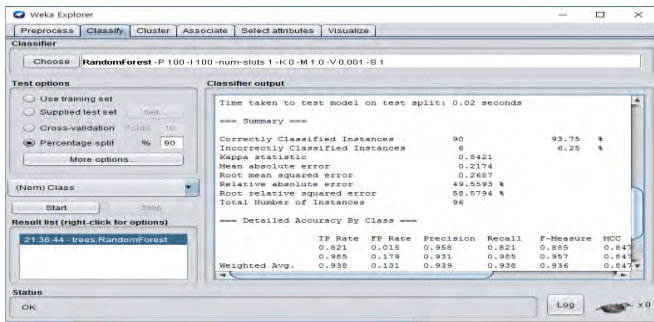 Weka Explorer
Preprocess Classify Cluster Associate Select attributes Visualize
Classifier
Choose RandomForest -P 100 -I 100 -num-slots 1 -K 0 -M 1.0 -V 0.001 -S 1
Test options
Use training set
Supplied test set Set...
Cross-validation Folds 10
Percentage split % 90
More options...
(Nom) Class
Start Stop
Result list (right-click for options)
21:36:44 - trees.RandomForest
Classifier output
Time taken to test model on test split: 0.02 seconds
=== Summary ===
Correctly Classified Instances 90 93.75 %
Incorrectly Classified Instances 6 6.25 %
Kappa statistic 0.8421
Mean absolute error 0.2174
Root mean squared error 0.2687
Relative absolute error 49.5593 %
Root relative squared error 58.5794 %
Total Number of Instances 96
=== Detailed Accuracy By Class ===
TP Rate FP Rate Precision Recall F-Measure MCC
0.821 0.015 0.958 0.821 0.885 0.847
0.985 0.179 0.931 0.985 0.957 0.847
Weighted Avg. 0.938 0.131 0.939 0.938 0.936 0.847
Status
OK
Log
x 0